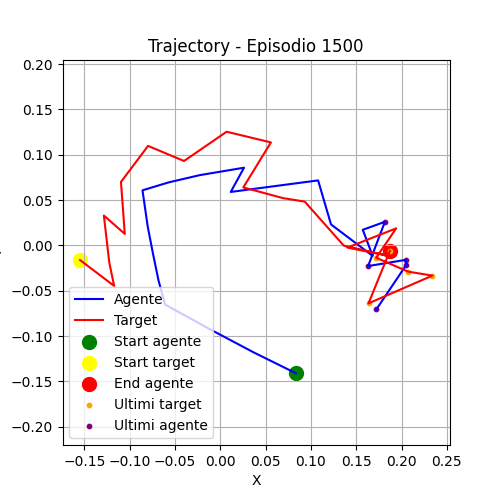 Trajectory - Episodio 1500
0.20
0.15
0.10
0.05
0.00
−0.05
−0.10
−0.15
−0.20
Agente
Target
Start agente
Start target
End agente
Ultimi target
Ultimi agente
−0.15 −0.10 −0.05 0.00 0.05 0.10 0.15 0.20 0.25
X